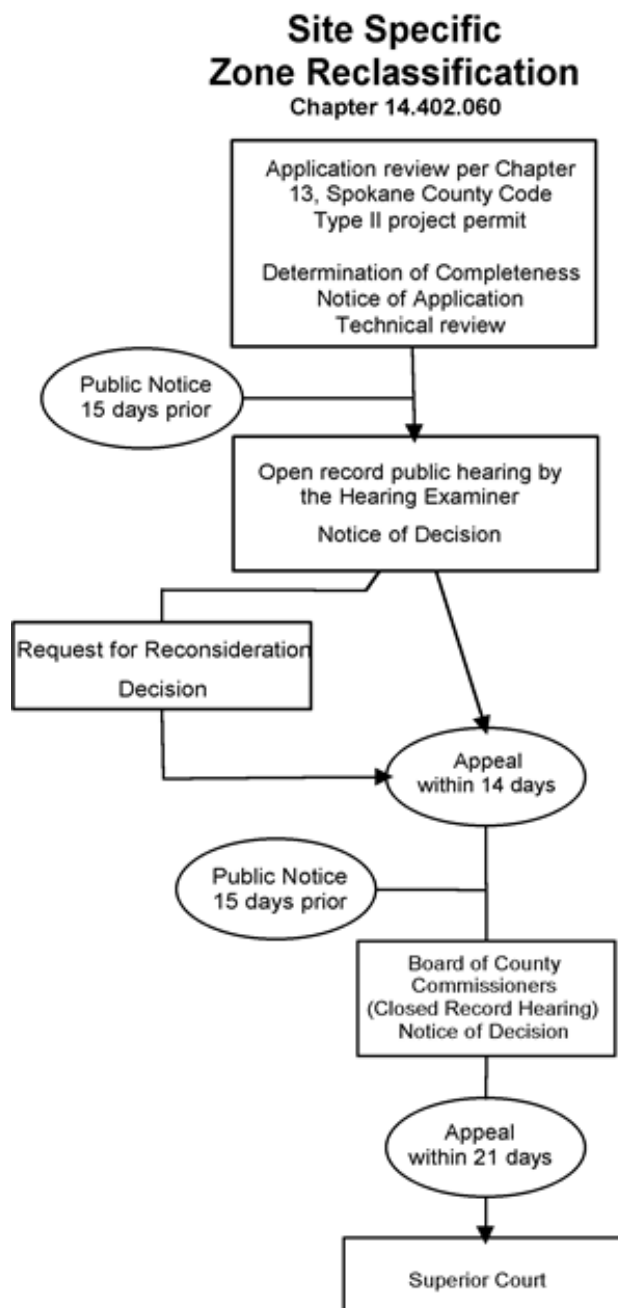 Site Specific
Zone Reclassification
Chapter 14.402.060
Application review per Chapter
13, Spokane County Code
Type II project permit
Determination of Completeness
Notice of Application
Technical review
Public Notice
15 days prior
Open record public hearing by
the Hearing Examiner
Notice of Decision
Request for Reconsideration
Decision
Appeal
within 14 days
Public Notice
15 days prior
Board of County
Commissioners
(Closed Record Hearing)
Notice of Decision
Appeal
within 21 days
Superior Court